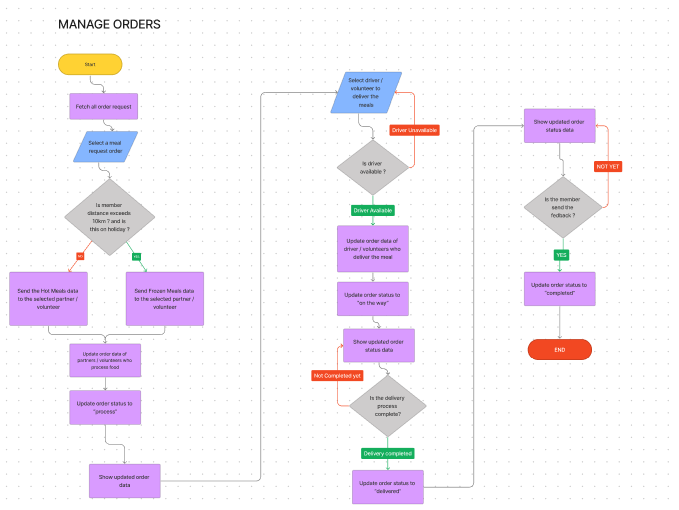 MANAGE ORDERS
Start
Fetch all order request
Select a meal
request order
Is member
distance exceeds
10km ? and is
this on holiday ?
NO
YES
Send the Hot Meals data
to the selected partner /
volunteer
Send Frozen Meals data
to the selected partner /
volunteer
Update order data of
partners / volunteers who
process food
Update order status to
"process"
Show updated order
data
Select driver /
volunteer to
deliver the
meals
Driver Unavailable
Is driver
available ?
Driver Available
Update order data of
driver / volunteers who
deliver the meal
Update order status to
"on the way"
Show updated order
status data
Not Completed yet
Is the delivery
process
complete?
Delivery completed
Update order status to
"delivered"
Show updated order
status data
NOT YET
Is the member
send the
fedback ?
YES
Update order status to
"completed"
END